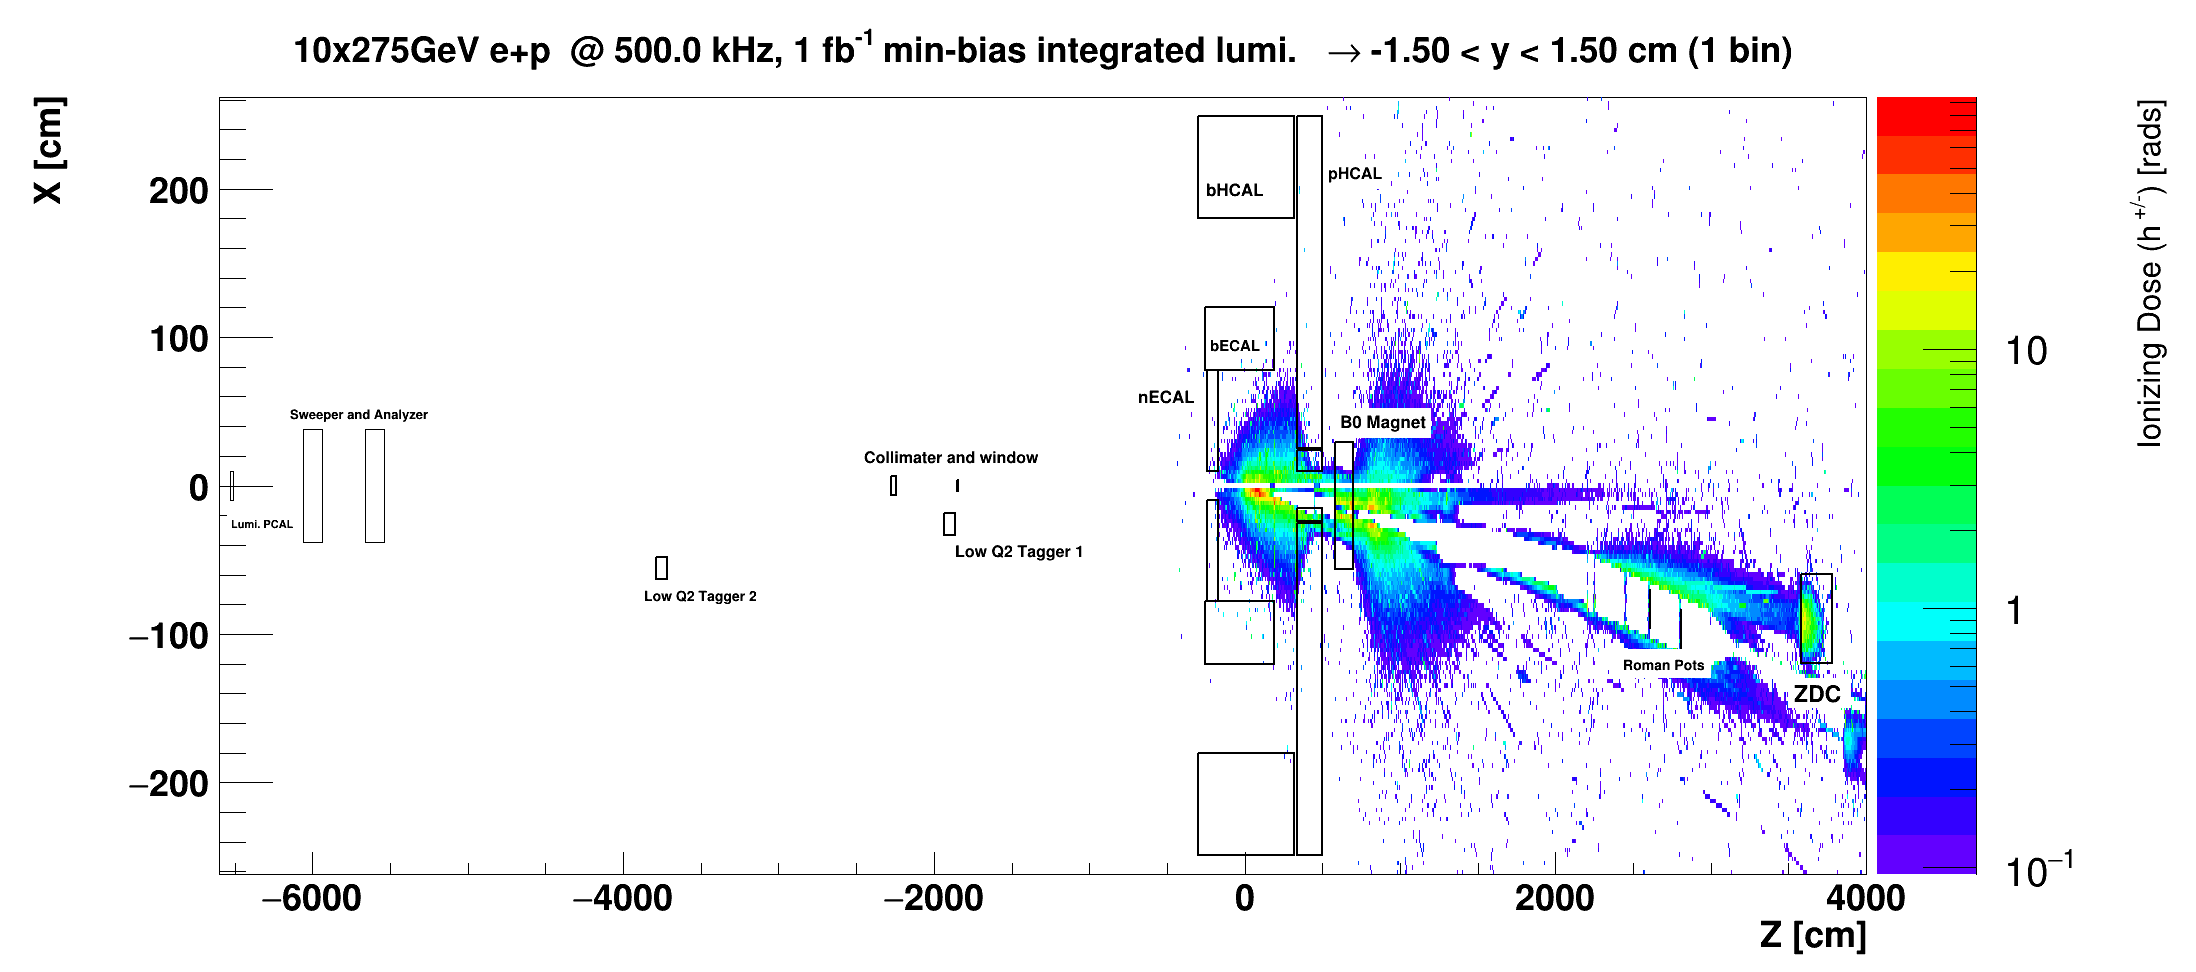 10x275GeV e+p @ 500.0 kHz, 1 fb⁻¹ min-bias integrated lumi. → -1.50 < y < 1.50 cm (1 bin)
X [cm]
200
100
0
−100
−200
bHCAL
pHCAL
bECAL
nECAL
B0 Magnet
Sweeper and Analyzer
Collimater and window
Lumi. PCAL
Low Q2 Tagger 1
Low Q2 Tagger 2
Roman Pots
ZDC
−6000
−4000
−2000
0
2000
4000
Z [cm]
10
1
10⁻¹
Ionizing Dose (h ⁺/⁻) [rads]